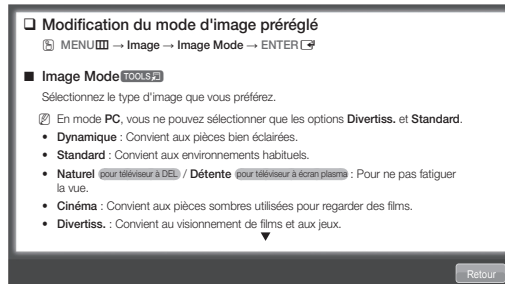 ❑ Modification du mode d'image préréglé
MENU → Image → Image Mode → ENTER
■ Image Mode TOOLS
Sélectionnez le type d'image que vous préférez.
En mode PC, vous ne pouvez sélectionner que les options Divertiss. et Standard.
• Dynamique : Convient aux pièces bien éclairées.
• Standard : Convient aux environnements habituels.
• Naturel pour téléviseur à DEL / Détente pour téléviseur à écran plasma : Pour ne pas fatiguer
la vue.
• Cinéma : Convient aux pièces sombres utilisées pour regarder des films.
• Divertiss. : Convient au visionnement de films et aux jeux.
▼
Retour